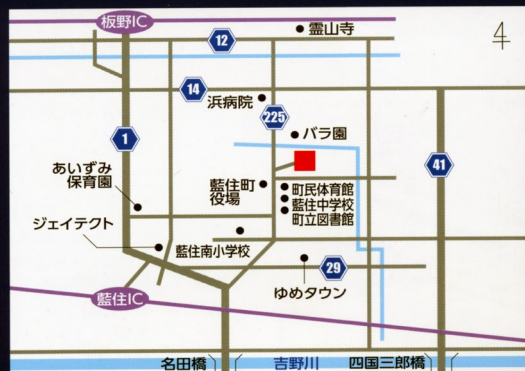 板野IC
霊山寺
12
4
14
浜病院
225
バラ園
1
41
あいずみ
保育園
藍住町
役場
町民体育館
藍住中学校
町立図書館
ジェイテクト
藍住南小学校
29
ゆめタウン
藍住IC
名田橋
吉野川
四国三郎橋